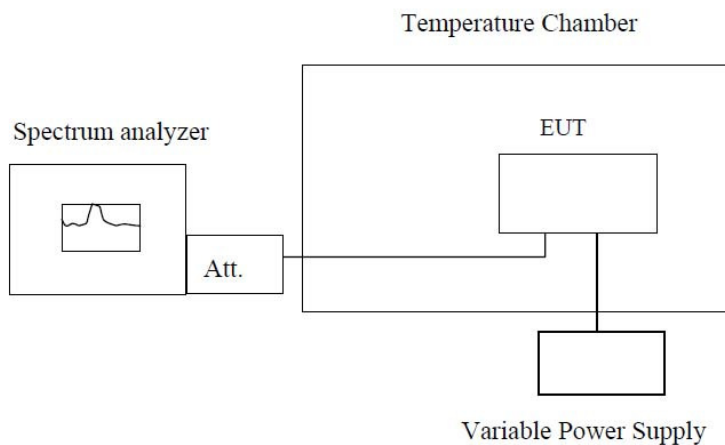 Temperature Chamber
Spectrum analyzer
EUT
Att.
Variable Power Supply